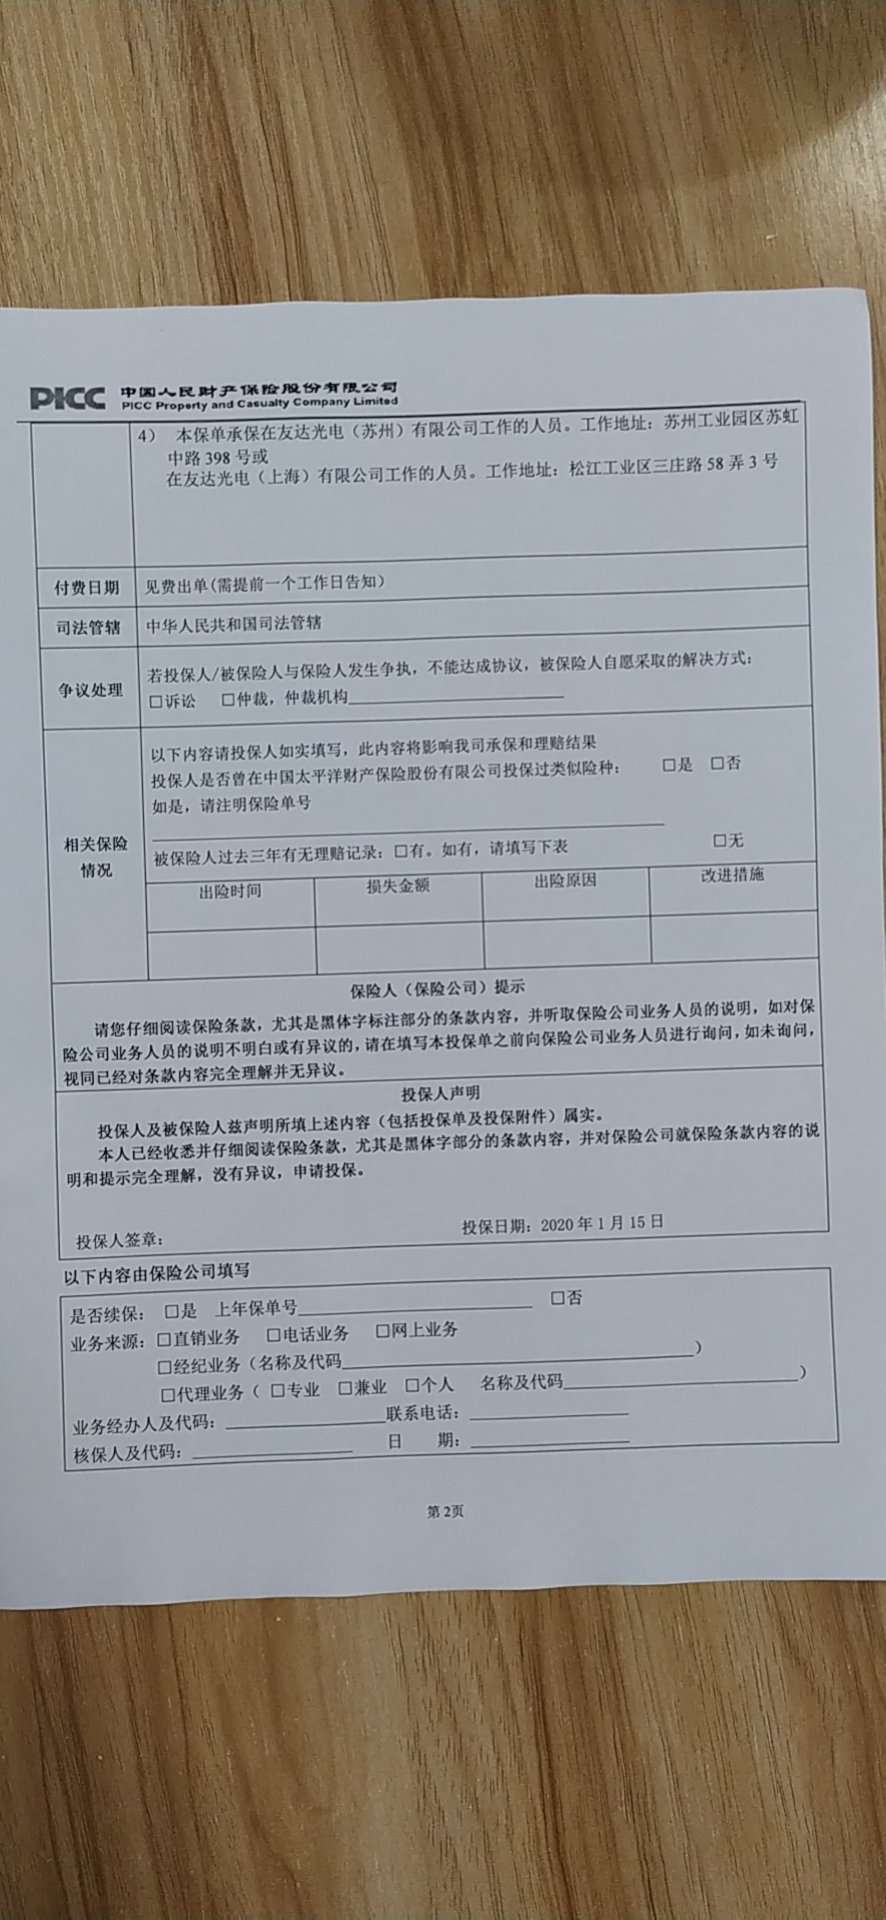 PICC 中国人民财产保险股份有限公司
PICC Property and Casualty Company Limited
4） 本保单承保在友达光电（苏州）有限公司工作的人员。工作地址：苏州工业园区苏虹
中路 398 号或
在友达光电（上海）有限公司工作的人员。工作地址：松江工业区三庄路 58 弄 3 号
付费日期 见费出单(需提前一个工作日告知）
司法管辖 中华人民共和国司法管辖
争议处理
若投保人/被保险人与保险人发生争执，不能达成协议，被保险人自愿采取的解决方式：
□诉讼 □仲裁，仲裁机构
相关保险
情况
以下内容请投保人如实填写，此内容将影响我司承保和理赔结果
投保人是否曾在中国太平洋财产保险股份有限公司投保过类似险种： □是 □否
如是，请注明保险单号
被保险人过去三年有无理赔记录：□有。如有，请填写下表 □无
出险时间 损失金额 出险原因 改进措施
保险人（保险公司）提示
请您仔细阅读保险条款，尤其是黑体字标注部分的条款内容，并听取保险公司业务人员的说明，如对保
险公司业务人员的说明不明白或有异议的，请在填写本投保单之前向保险公司业务人员进行询问，如未询问，
视同已经对条款内容完全理解并无异议。
投保人声明
投保人及被保险人兹声明所填上述内容（包括投保单及投保附件）属实。
本人已经收悉并仔细阅读保险条款，尤其是黑体字部分的条款内容，并对保险公司就保险条款内容的说
明和提示完全理解，没有异议，申请投保。
投保人签章： 投保日期：2020 年 1 月 15 日
以下内容由保险公司填写
是否续保： □是 上年保单号 □否
业务来源：□直销业务 □电话业务 □网上业务
□经纪业务（名称及代码 ）
□代理业务（ □专业 □兼业 □个人 名称及代码 ）
业务经办人及代码： 联系电话：
核保人及代码： 日 期：
第 2页